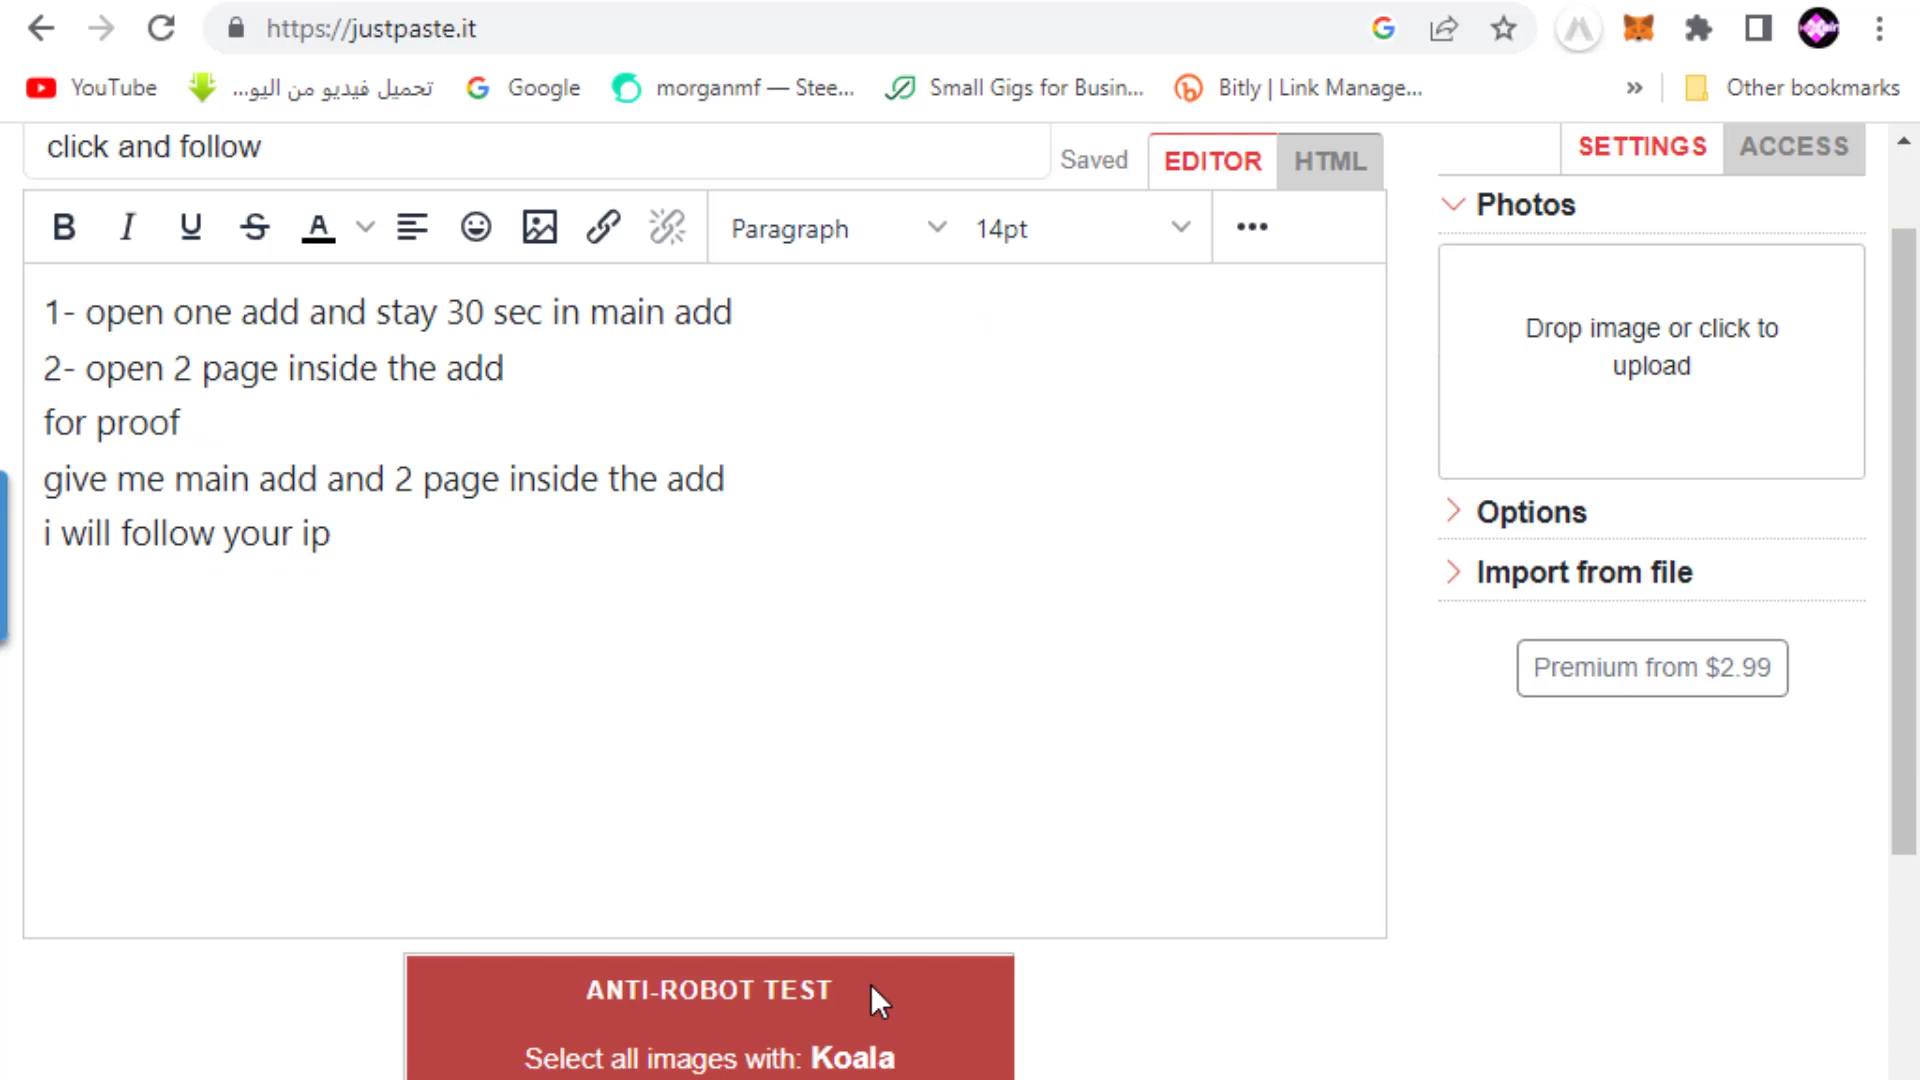 https://justpaste.it
YouTube
تحميل فيديو من اليو...
Google
morganmf — Stee...
Small Gigs for Busin...
Bitly | Link Manage...
»
Other bookmarks
click and follow
Saved
EDITOR
HTML
SETTINGS
ACCESS
B I U S A
Paragraph
14pt
Photos
Drop image or click to
upload
1- open one add and stay 30 sec in main add
2- open 2 page inside the add
for proof
give me main add and 2 page inside the add
i will follow your ip
Options
Import from file
Premium from $2.99
ANTI-ROBOT TEST
Select all images with: Koala